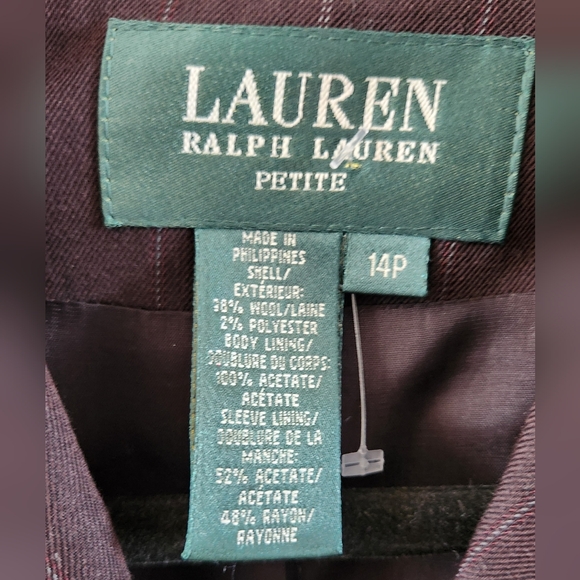 LAUREN
RALPH LAUREN
PETITE
14P
MADE IN
PHILIPPINES
SHELL/
EXTÉRIEUR:
98% WOOL/LAINE
2% POLYESTER
BODY LINING/
DOUBLURE DU CORPS:
100% ACETATE/
ACÉTATE
SLEEVE LINING/
DOUBLURE DE LA
MANCHE:
52% ACETATE/
ACÉTATE
48% RAYON/
RAYONNE